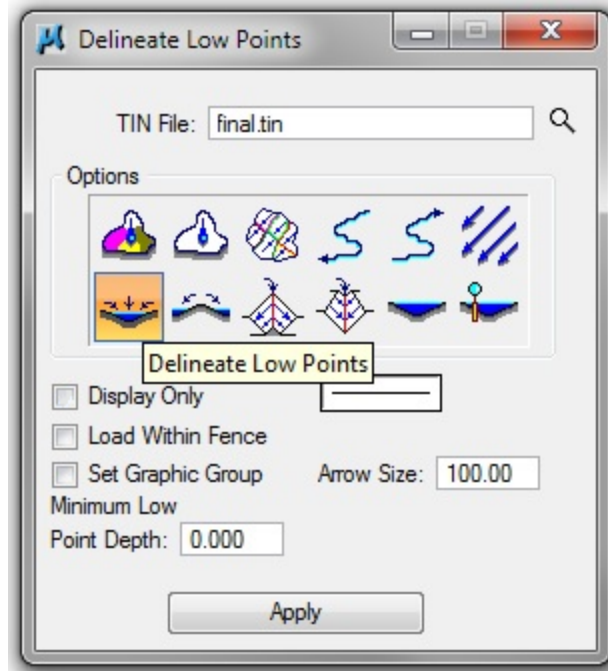 Delineate Low Points
TIN File: final.tin
Options
Delineate Low Points
Display Only
Load Within Fence
Set Graphic Group Arrow Size: 100.00
Minimum Low
Point Depth: 0.000
Apply